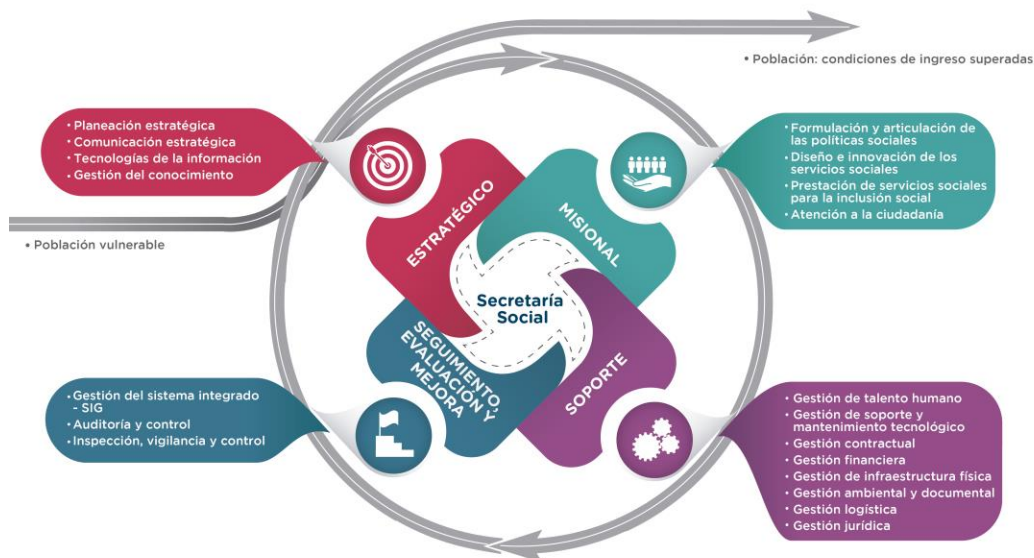 • Población: condiciones de ingreso superadas
• Planeación estratégica
• Comunicación estratégica
• Tecnologías de la información
• Gestión del conocimiento
• Formulación y articulación de
las políticas sociales
• Diseño e innovación de los
servicios sociales
• Prestación de servicios sociales
para la inclusión social
• Atención a la ciudadanía
• Población vulnerable
ESTRATÉGICO
MISIONAL
Secretaría
Social
SEGUIMIENTO,
EVALUACIÓN Y
MEJORA
SOPORTE
• Gestión del sistema integrado
- SIG
• Auditoría y control
• Inspección, vigilancia y control
• Gestión de talento humano
• Gestión de soporte y
mantenimiento tecnológico
• Gestión contractual
• Gestión financiera
• Gestión de infraestructura física
• Gestión ambiental y documental
• Gestión logística
• Gestión jurídica